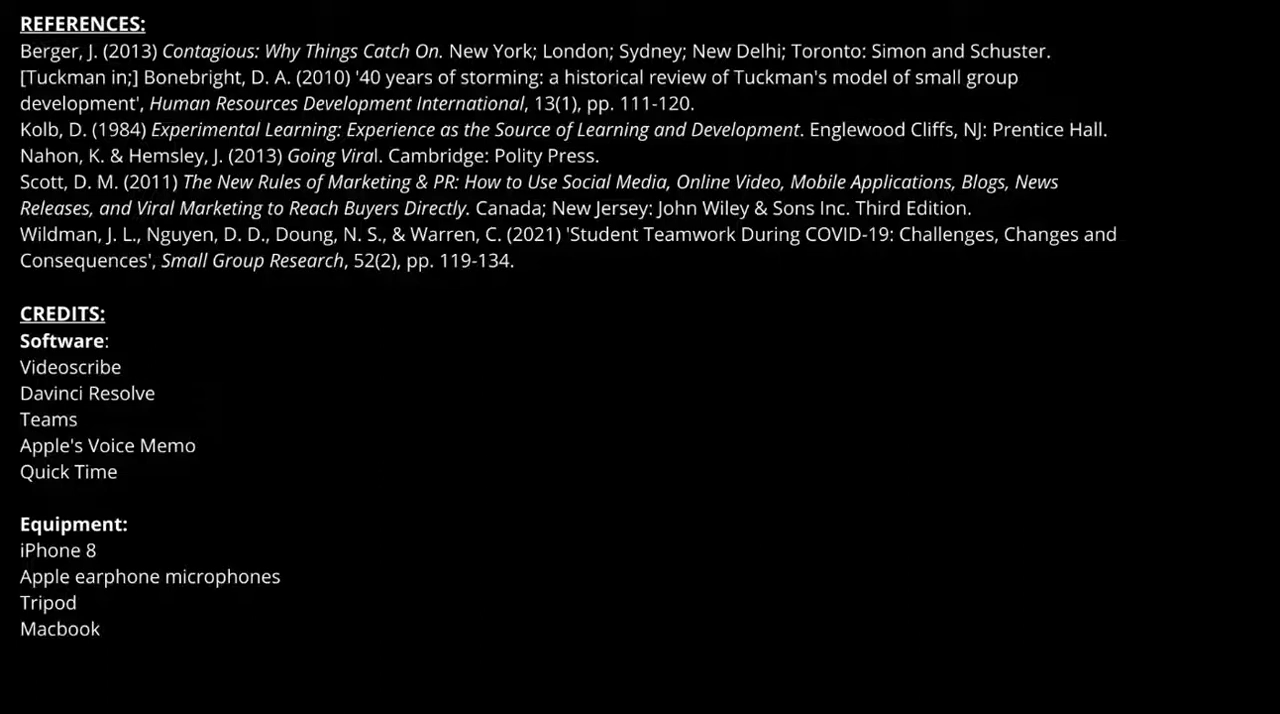 REFERENCES:
Berger, J. (2013) Contagious: Why Things Catch On. New York; London; Sydney; New Delhi; Toronto: Simon and Schuster.
[Tuckman in;] Bonebright, D. A. (2010) '40 years of storming: a historical review of Tuckman's model of small group
development', Human Resources Development International, 13(1), pp. 111-120.
Kolb, D. (1984) Experimental Learning: Experience as the Source of Learning and Development. Englewood Cliffs, NJ: Prentice Hall.
Nahon, K. & Hemsley, J. (2013) Going Viral. Cambridge: Polity Press.
Scott, D. M. (2011) The New Rules of Marketing & PR: How to Use Social Media, Online Video, Mobile Applications, Blogs, News
Releases, and Viral Marketing to Reach Buyers Directly. Canada; New Jersey: John Wiley & Sons Inc. Third Edition.
Wildman, J. L., Nguyen, D. D., Doung, N. S., & Warren, C. (2021) 'Student Teamwork During COVID-19: Challenges, Changes and
Consequences', Small Group Research, 52(2), pp. 119-134.
CREDITS:
Software:
Videoscribe
Davinci Resolve
Teams
Apple's Voice Memo
Quick Time
Equipment:
iPhone 8
Apple earphone microphones
Tripod
Macbook